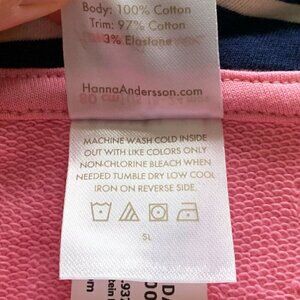 Body: 100% Cotton
Trim: 97% Cotton
3% Elastane
HannaAndersson.com
MACHINE WASH COLD INSIDE
OUT WITH LIKE COLORS ONLY
NON-CHLORINE BLEACH WHEN
NEEDED TUMBLE DRY LOW COOL
IRON ON REVERSE SIDE.
SL